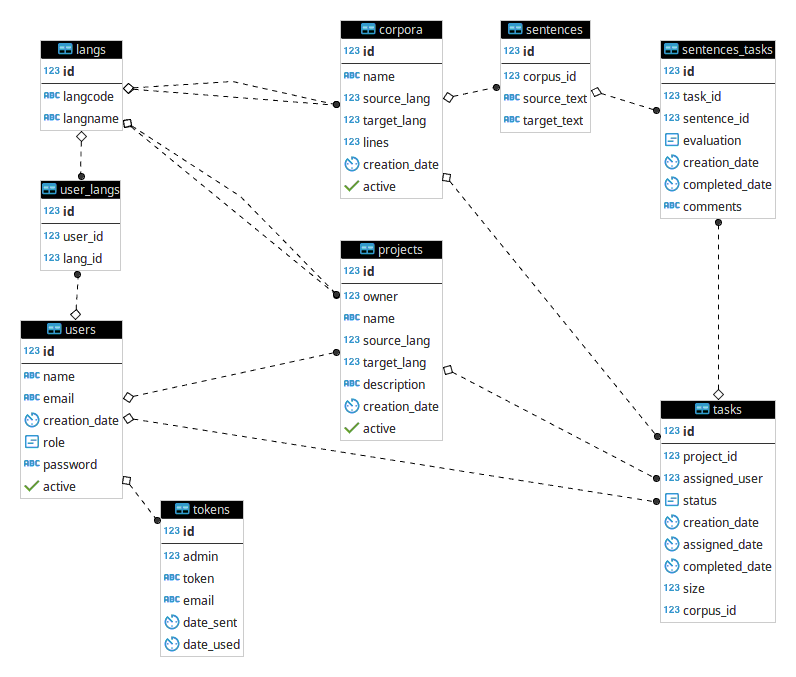 langs
123 id
ABC langcode
ABC langname
user_langs
123 id
123 user_id
123 lang_id
users
123 id
ABC name
ABC email
creation_date
role
ABC password
active
tokens
123 id
123 admin
ABC token
ABC email
date_sent
date_used
corpora
123 id
ABC name
123 source_lang
123 target_lang
123 lines
creation_date
active
projects
123 id
123 owner
ABC name
123 source_lang
123 target_lang
ABC description
creation_date
active
sentences
123 id
123 corpus_id
ABC source_text
ABC target_text
sentences_tasks
123 id
123 task_id
123 sentence_id
evaluation
creation_date
completed_date
ABC comments
tasks
123 id
123 project_id
123 assigned_user
status
creation_date
assigned_date
completed_date
123 size
123 corpus_id